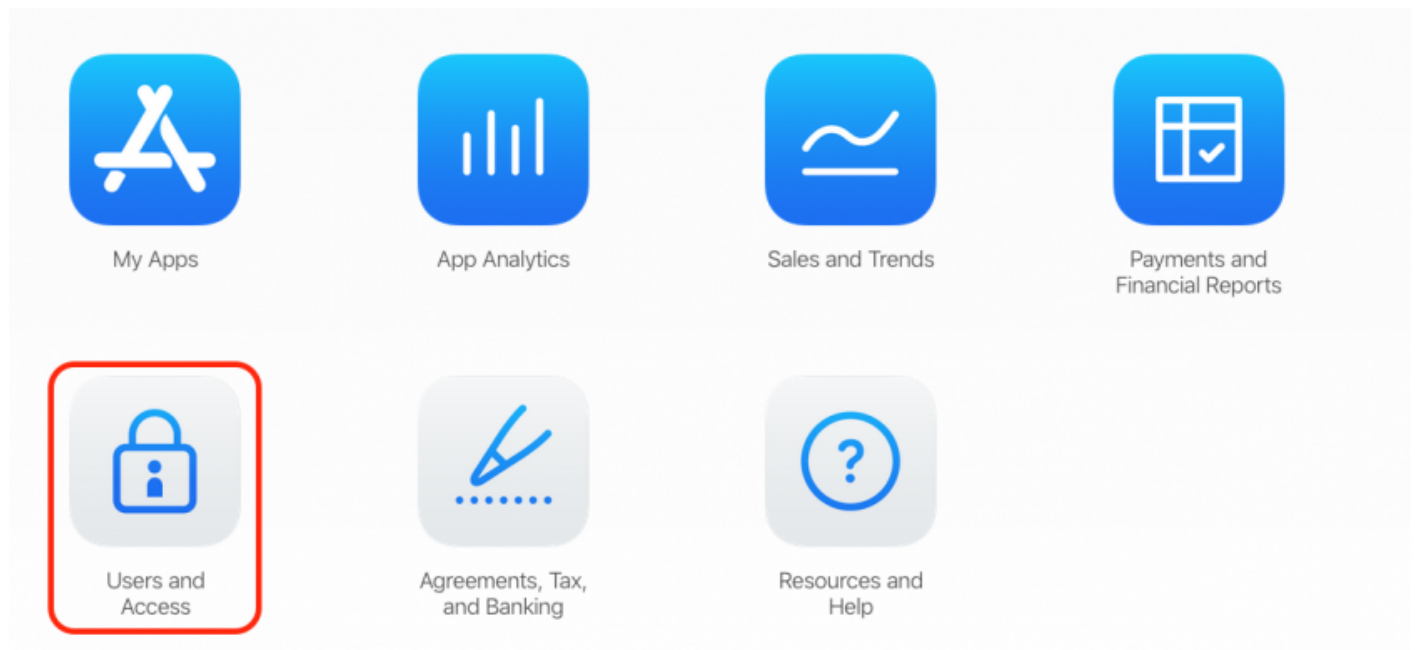 My Apps
App Analytics
Sales and Trends
Payments and
Financial Reports
Users and
Access
Agreements, Tax,
and Banking
Resources and
Help